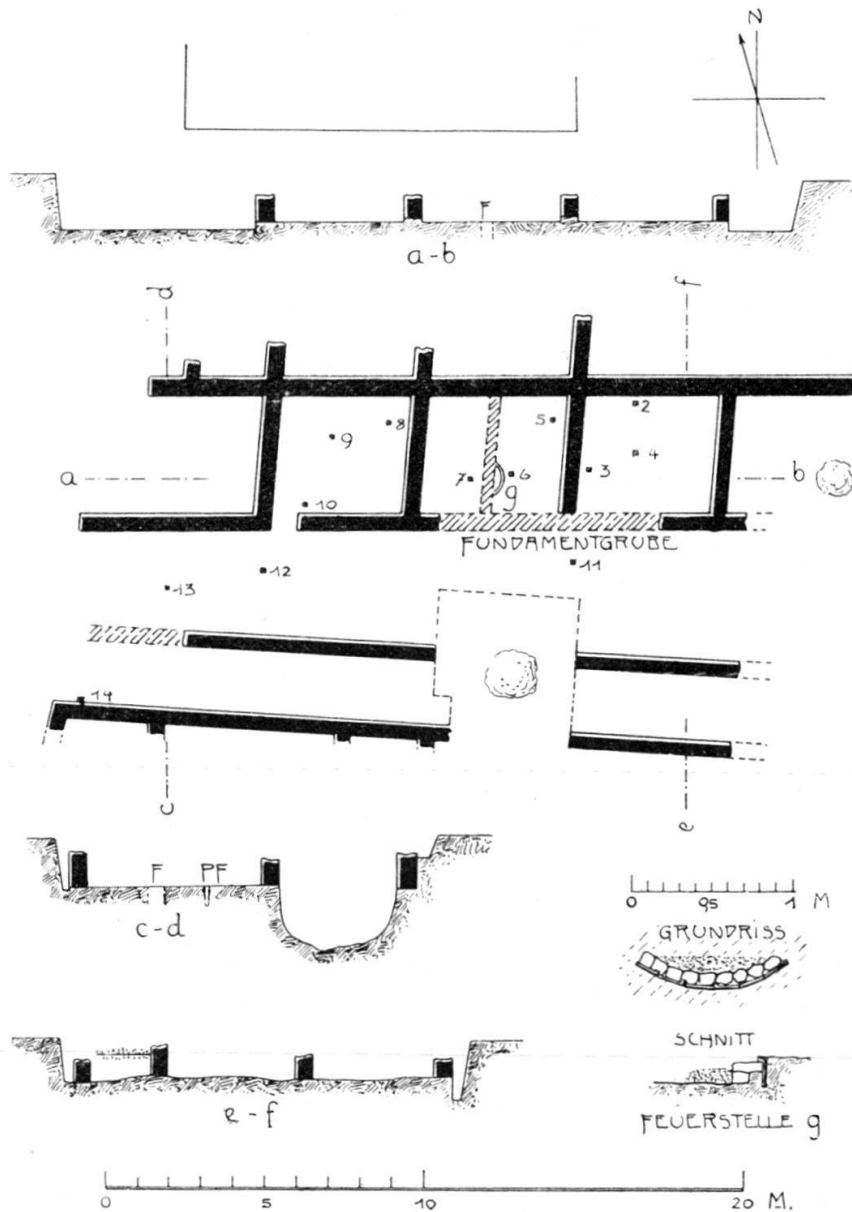 N
F
a-b
d
f
2
8
5
9
4
3
a
7
6
b
g
10
FUNDAMENTGRUBE
11
12
13
14
c
e
F PF
c-d
0 0,5 1 M
GRUNDRISS
SCHNITT
e-f
FEUERSTELLE g
0 5 10 20 M.